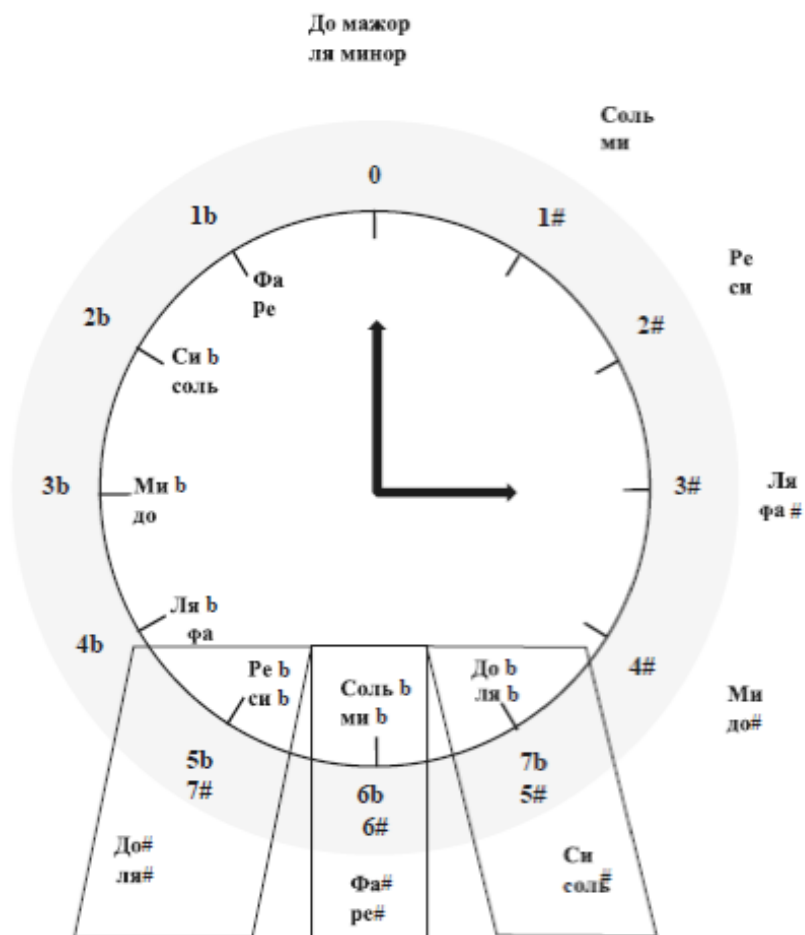 До мажор
ля минор
Соль
ми
0
1b
1#
Фа
ре
Ре
си
2b
2#
Си b
соль
3b
Ми b
до
3#
Ля
фа #
Ля b
фа
4b
4#
Ре b
си b
Соль b
ми b
До b
ля b
Ми
до#
5b
7#
6b
6#
7b
5#
До#
ля#
Фа#
ре#
Си
соль#